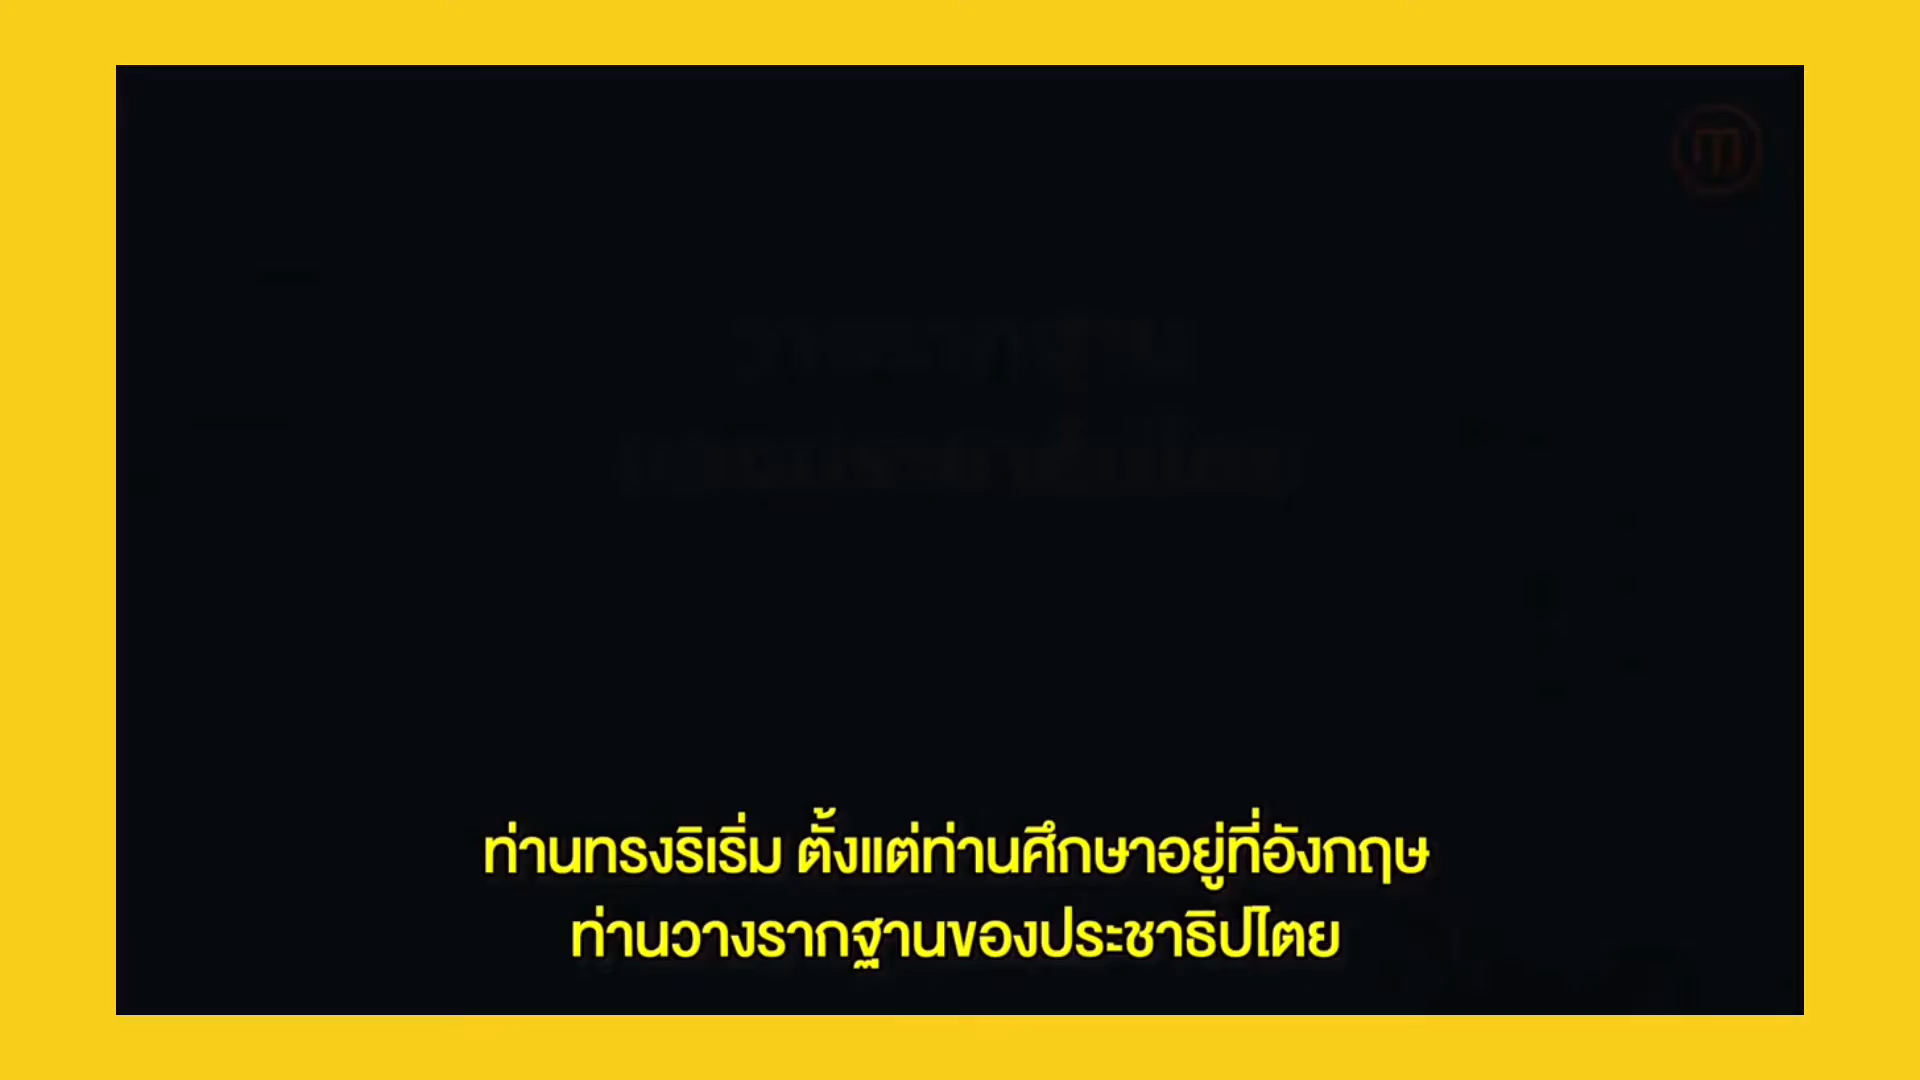 ท่านทรงริเริ่ม ตั้งแต่ท่านศึกษาอยู่ที่อังกฤษ
ท่านวางรากฐานของประชาธิปไตย